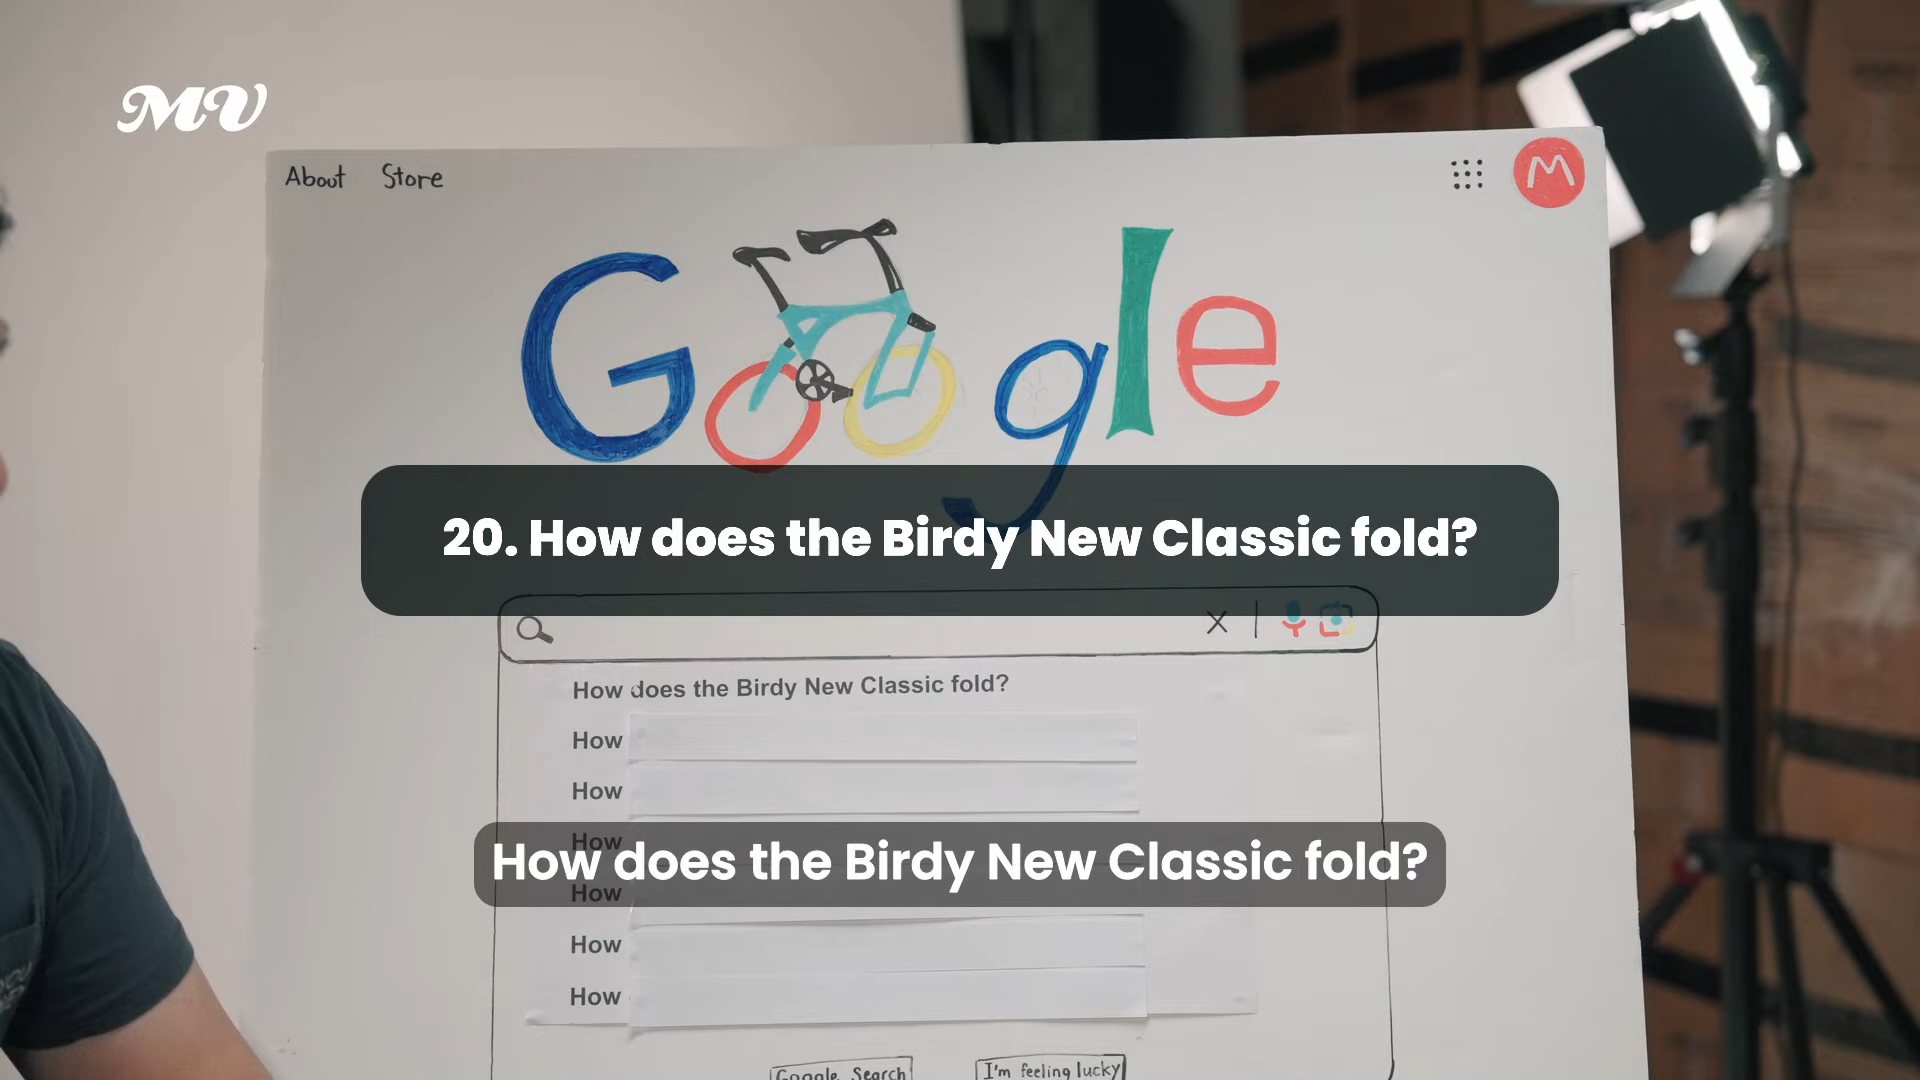 MV
About Store
M
Google
20. How does the Birdy New Classic fold?
X
How does the Birdy New Classic fold?
How
How
How
How does the Birdy New Classic fold?
How
How
How
Google Search I'm feeling lucky